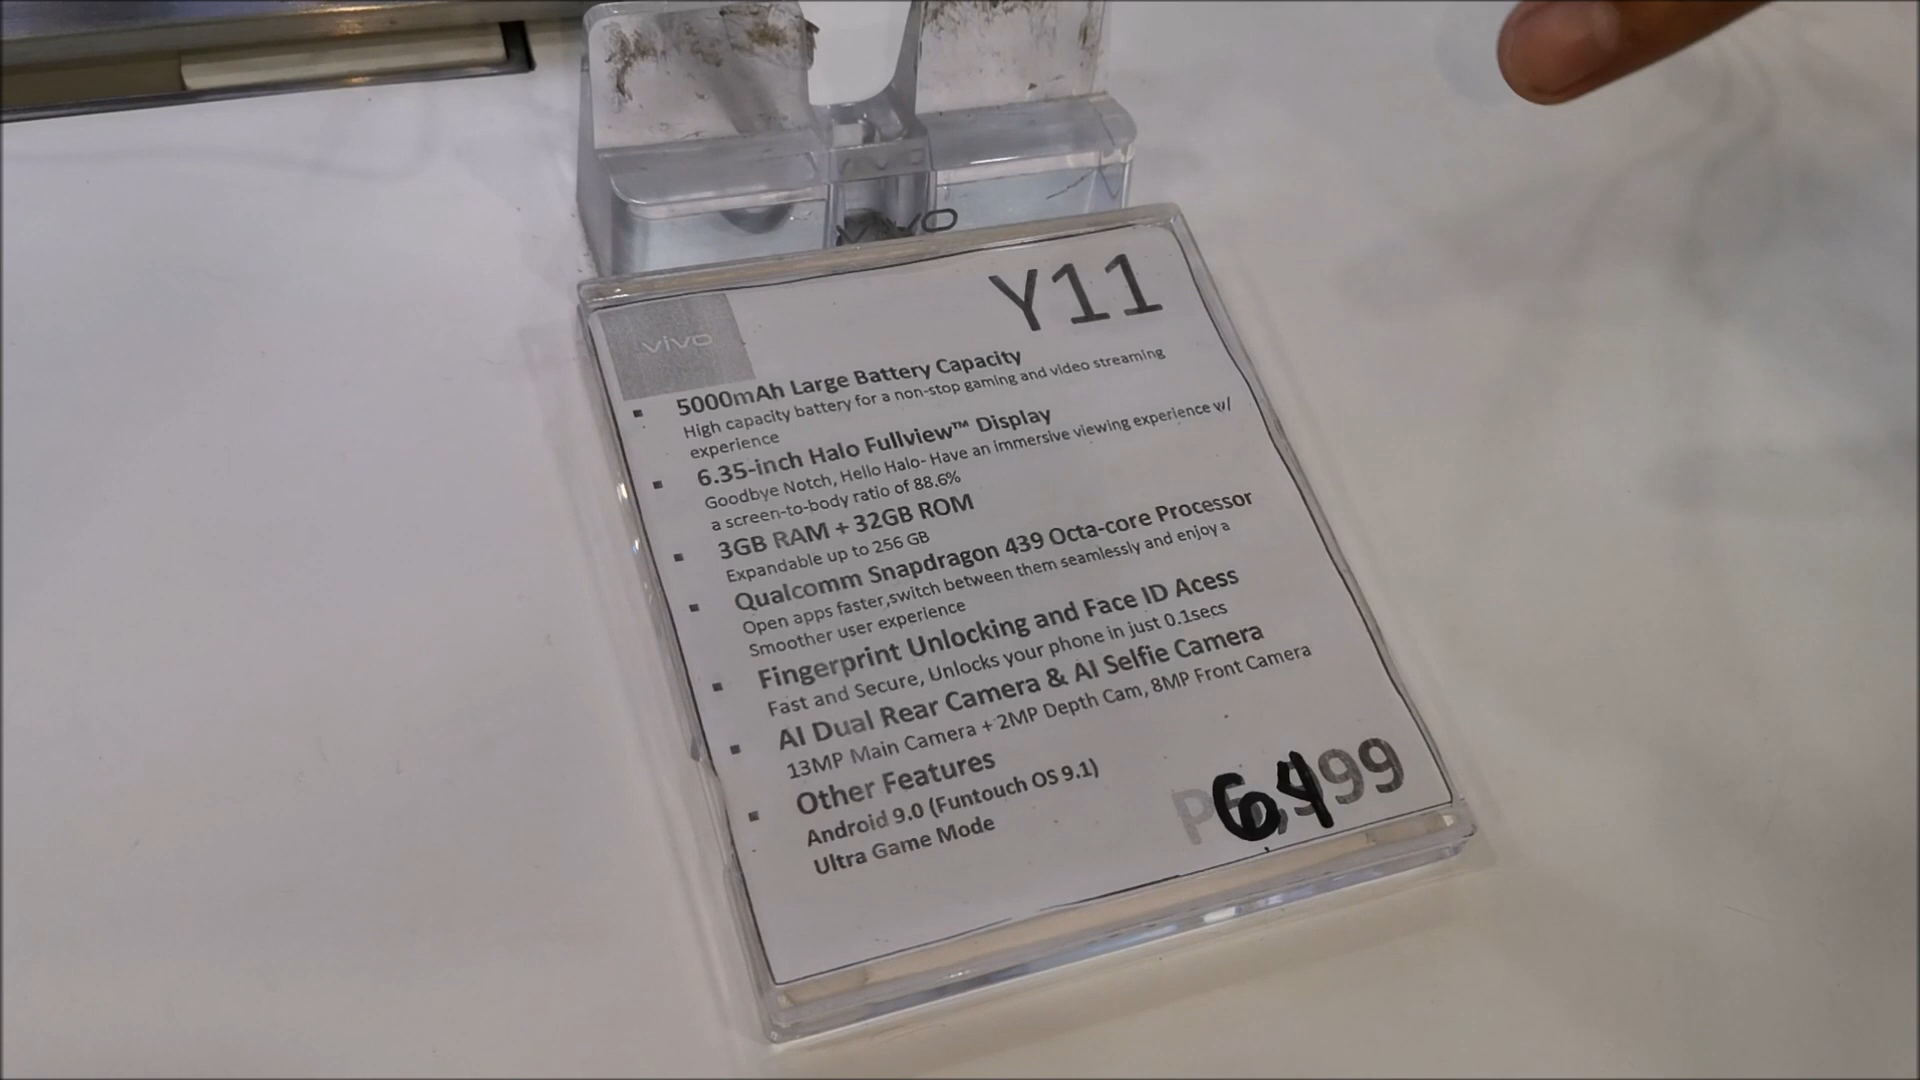 vivo
Y11
vivo
5000mAh Large Battery Capacity
High capacity battery for a non-stop gaming and video streaming
experience
6.35-inch Halo Fullview™ Display
Goodbye Notch, Hello Halo- Have an immersive viewing experience w/
a screen-to-body ratio of 88.6%
3GB RAM + 32GB ROM
Expandable up to 256 GB
Qualcomm Snapdragon 439 Octa-core Processor
Open apps faster,switch between them seamlessly and enjoy a
Smoother user experience
Fingerprint Unlocking and Face ID Acess
Fast and Secure, Unlocks your phone in just 0.1secs
AI Dual Rear Camera & AI Selfie Camera
13MP Main Camera + 2MP Depth Cam, 8MP Front Camera
Other Features
Android 9.0 (Funtouch OS 9.1)
Ultra Game Mode
P6,499